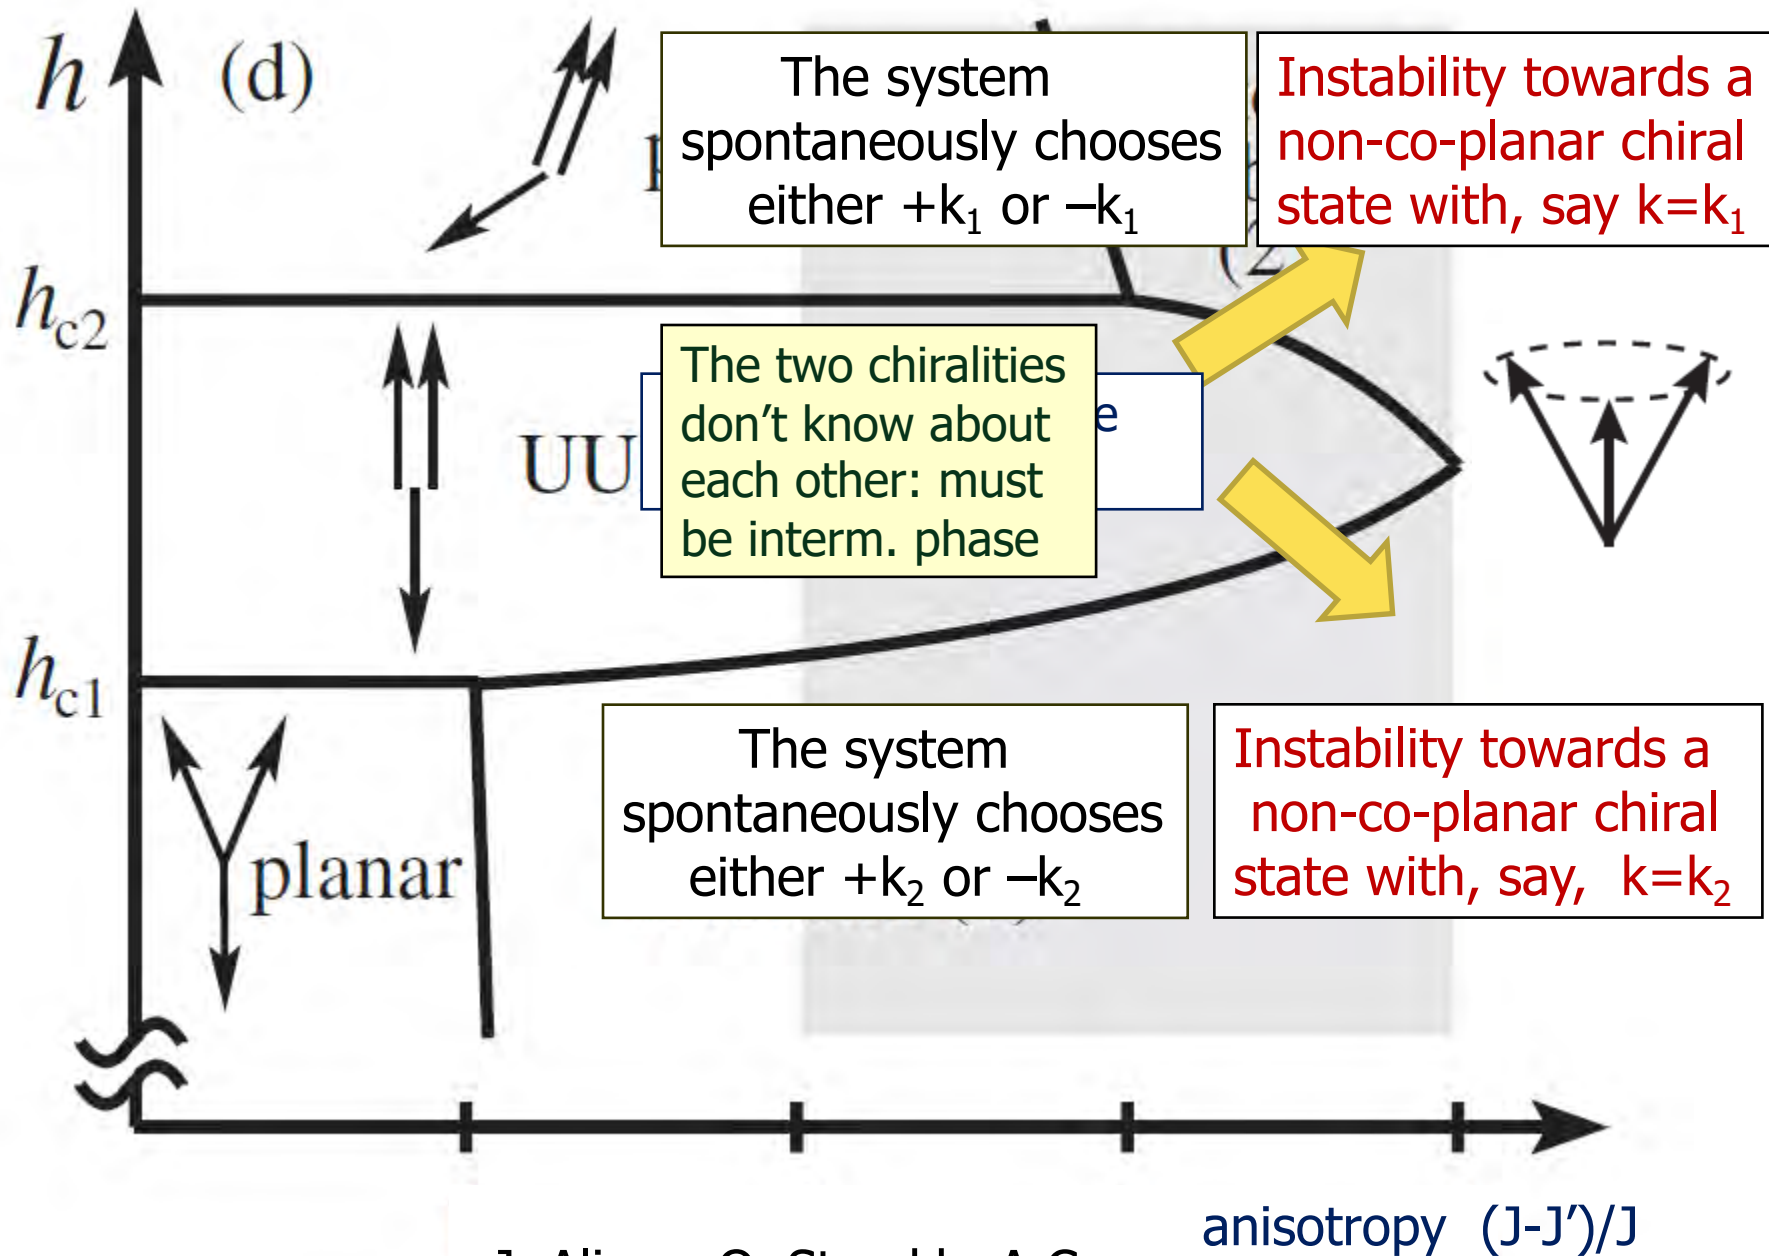 h
(d)
The system
spontaneously chooses
either +k₁ or –k₁
Instability towards a
non-co-planar chiral
state with, say k=k₁
(2
h_c2
The two chiralities
don't know about
each other: must
be interm. phase
e
UU
h_c1
The system
spontaneously chooses
either +k₂ or –k₂
Instability towards a
non-co-planar chiral
state with, say, k=k₂
planar
anisotropy (J-J')/J